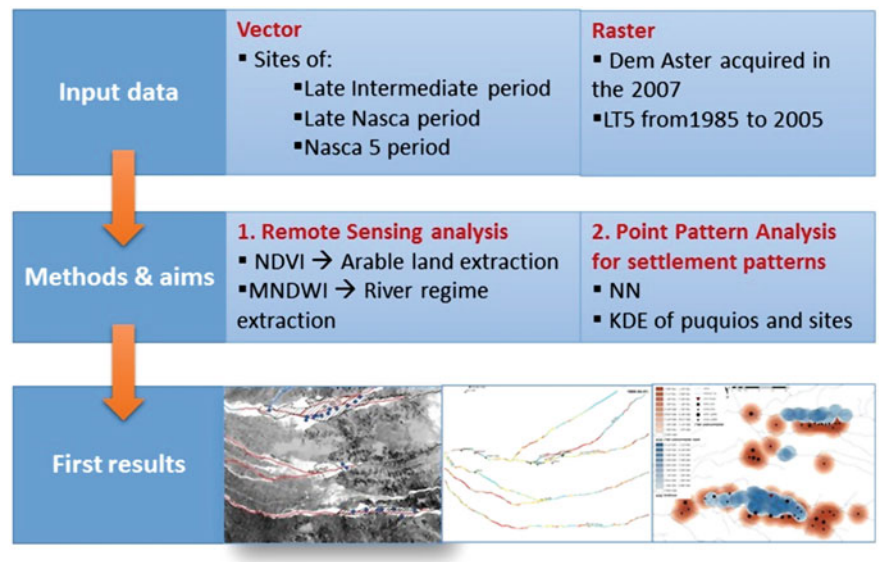 Input data
Vector
▪ Sites of:
▪Late Intermediate period
▪Late Nasca period
▪Nasca 5 period
Raster
▪ Dem Aster acquired in
the 2007
▪LT5 from1985 to 2005
Methods & aims
1. Remote Sensing analysis
▪ NDVI → Arable land extraction
▪MNDWI → River regime
extraction
2. Point Pattern Analysis
for settlement patterns
▪ NN
▪ KDE of puquios and sites
First results